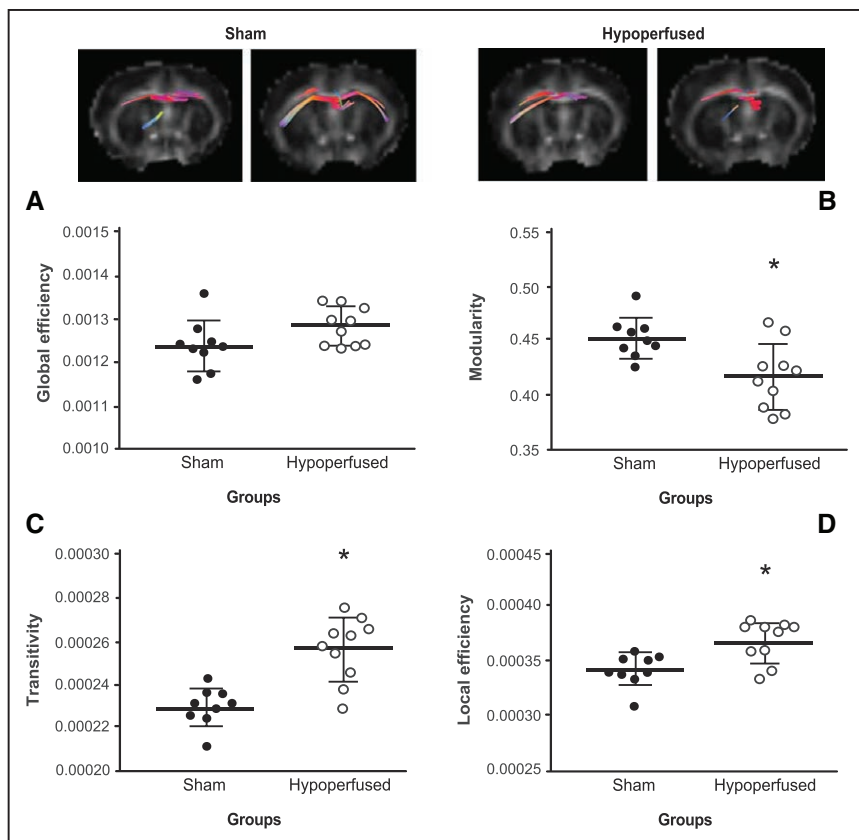 Sham
Hypoperfused
A
Global efficiency
0.0015
0.0014
0.0013
0.0012
0.0011
0.0010
Sham
Hypoperfused
Groups
B
Modularity
0.55
0.50
0.45
0.40
0.35
*
Sham
Hypoperfused
Groups
C
Transitivity
0.00030
0.00028
0.00026
0.00024
0.00022
0.00020
*
Sham
Hypoperfused
Groups
D
Local efficiency
0.00045
0.00040
0.00035
0.00030
0.00025
*
Sham
Hypoperfused
Groups